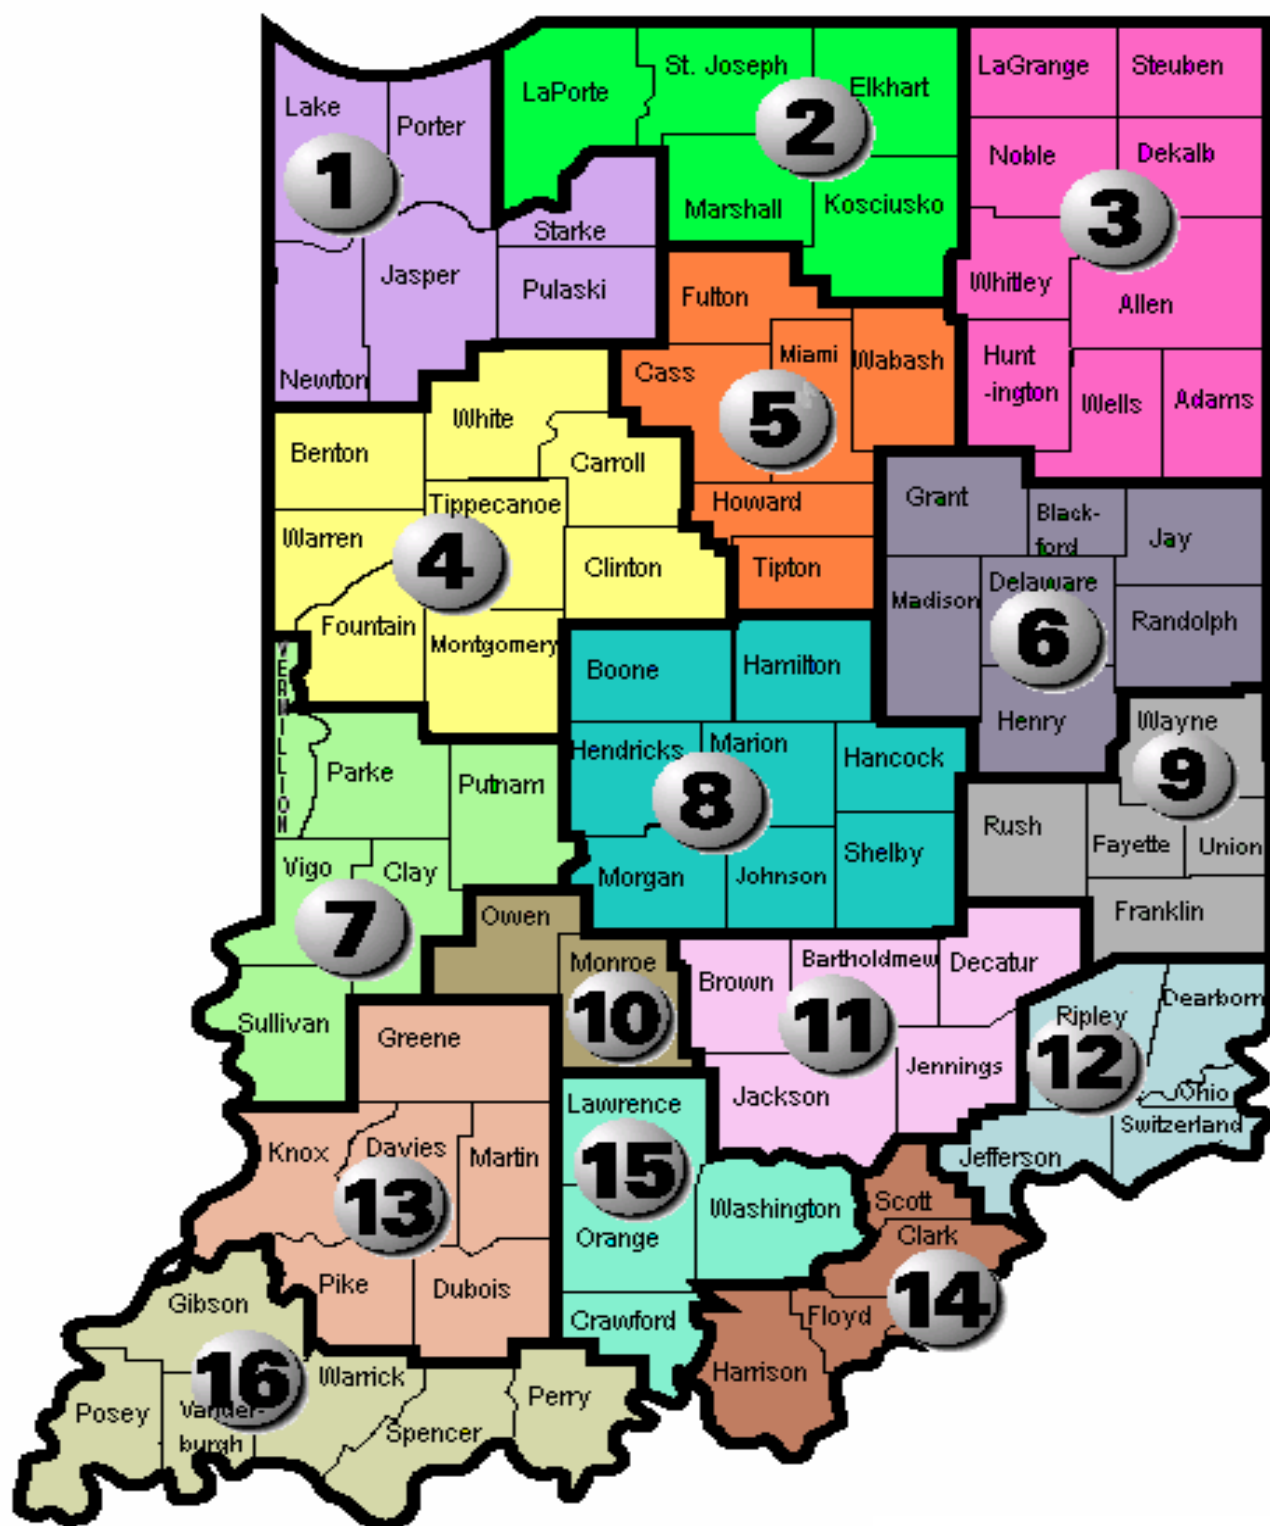 LaPorte
St. Joseph
Elkhart
2
Marshall
Kosciusko
LaGrange
Steuben
Noble
Dekalb
3
Whitley
Allen
Hunt
-ington
Wells
Adams
Lake
Porter
1
Starke
Jasper
Pulaski
Newton
Fulton
Miami
Wabash
Cass
5
Howard
Tipton
White
Benton
Carroll
Tippecanoe
Warren
4
Clinton
Fountain
Montgomery
Grant
Black-
ford
Jay
Madison
Delaware
6
Randolph
Henry
Boone
Hamilton
Hendricks
Marion
Hancock
8
Morgan
Johnson
Shelby
Wayne
9
Rush
Fayette
Union
Franklin
VERMILLION
Parke
Putnam
Vigo
Clay
7
Sullivan
Owen
Monroe
10
Brown
Bartholdmew
Decatur
11
Jennings
Jackson
Ripley
Dearborn
12
Ohio
Switzerland
Jefferson
Greene
Knox
Davies
Martin
13
Pike
Dubois
Lawrence
15
Washington
Orange
Crawford
Scott
Clark
14
Floyd
Harrison
Gibson
16
Warrick
Perry
Posey
Vander-
burgh
Spencer